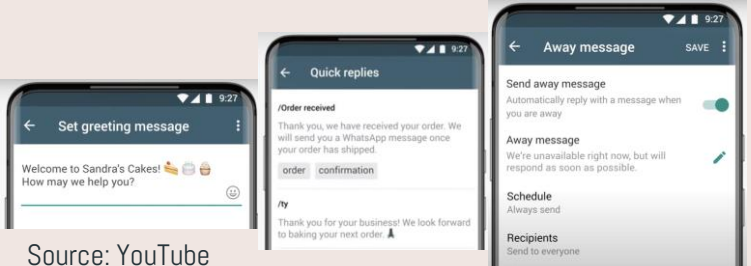 9:27
Set greeting message
Welcome to Sandra's Cakes! 🍰 🎂 🧁
How may we help you?
Source: YouTube
9:27
Quick replies
/Order received
Thank you, we have received your order. We
will send you a WhatsApp message once
your order has shipped.
order confirmation
/ty
Thank you for your business! We look forward
to baking your next order.
9:27
Away message SAVE
Send away message
Automatically reply with a message when
you are away
Away message
We're unavailable right now, but will
respond as soon as possible.
Schedule
Always send
Recipients
Send to everyone